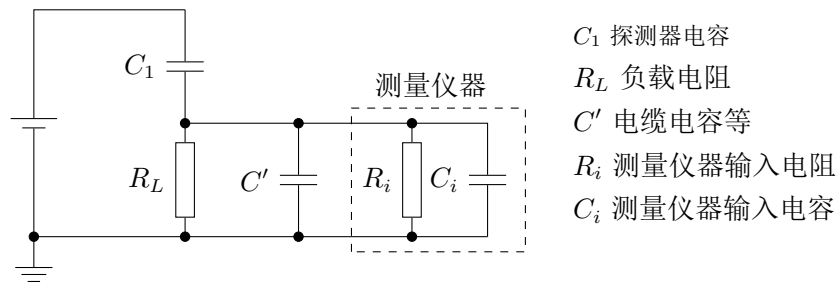 C₁
测量仪器
R_L
C'
R_i
C_i
C₁ 探测器电容
R_L 负载电阻
C' 电缆电容等
R_i 测量仪器输入电阻
C_i 测量仪器输入电容